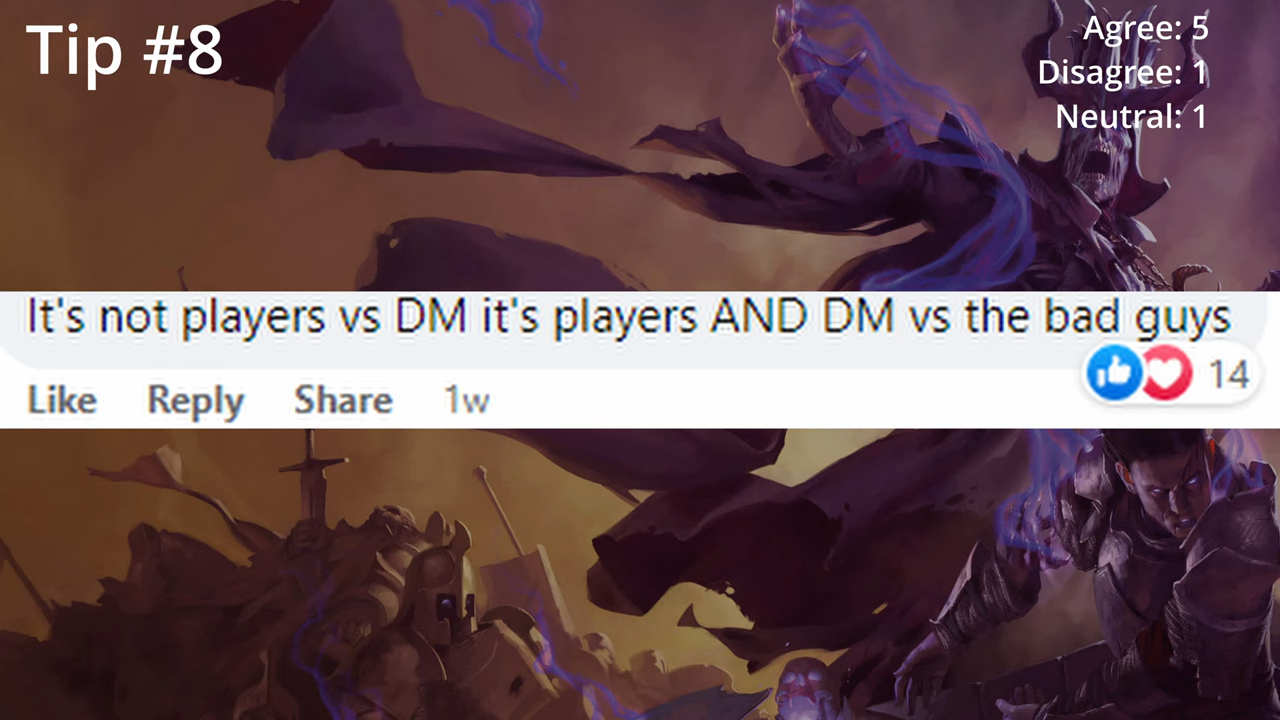 Tip #8
Agree: 5
Disagree: 1
Neutral: 1
It's not players vs DM it's players AND DM vs the bad guys
14
Like Reply Share 1w